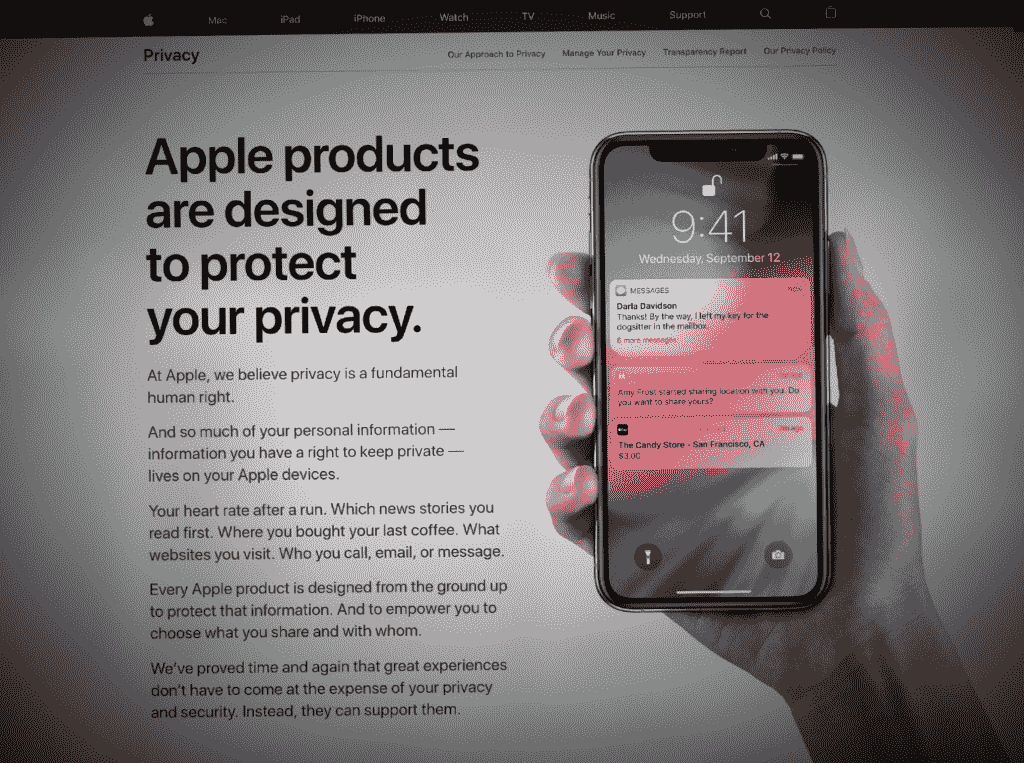 Mac iPad iPhone Watch TV Music Support
Privacy
Our Approach to Privacy Manage Your Privacy Transparency Report Our Privacy Policy
Apple products
are designed
to protect
your privacy.
At Apple, we believe privacy is a fundamental
human right.
And so much of your personal information —
information you have a right to keep private —
lives on your Apple devices.
Your heart rate after a run. Which news stories you
read first. Where you bought your last coffee. What
websites you visit. Who you call, email, or message.
Every Apple product is designed from the ground up
to protect that information. And to empower you to
choose what you share and with whom.
We've proved time and again that great experiences
don't have to come at the expense of your privacy
and security. Instead, they can support them.
9:41
Wednesday, September 12
MESSAGES now
Darla Davidson
Thanks! By the way, I left my key for the
dogsitter in the mailbox.
6 more messages
Amy Frost started sharing location with you. Do
you want to share yours?
The Candy Store - San Francisco, CA
$3.00